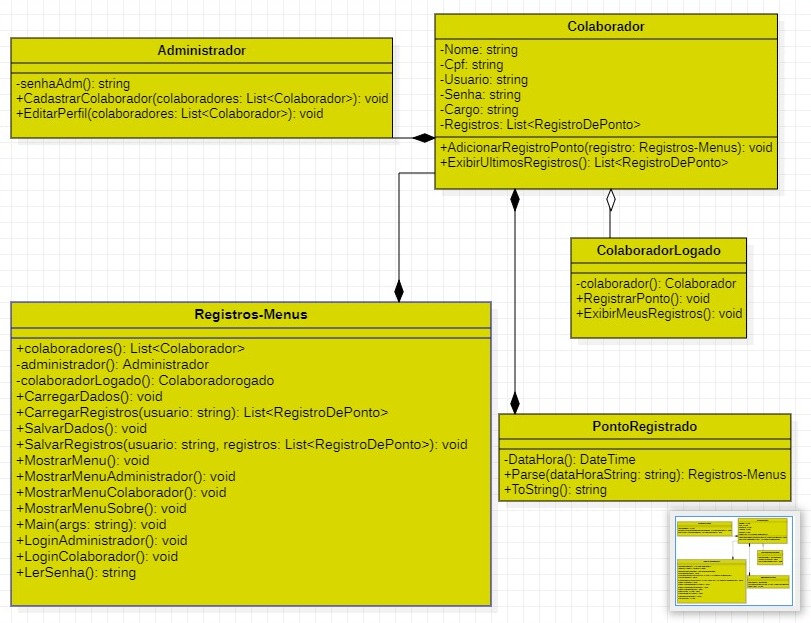 Administrador
-senhaAdm(): string
+CadastrarColaborador(colaboradores: List<Colaborador>): void
+EditarPerfil(colaboradores: List<Colaborador>): void
Colaborador
-Nome: string
-Cpf: string
-Usuario: string
-Senha: string
-Cargo: string
-Registros: List<RegistroDePonto>
+AdicionarRegistroPonto(registro: Registros-Menus): void
+ExibirUltimosRegistros(): List<RegistroDePonto>
ColaboradorLogado
-colaborador(): Colaborador
+RegistrarPonto(): void
+ExibirMeusRegistros(): void
Registros-Menus
+colaboradores(): List<Colaborador>
-administrador(): Administrador
-colaboradorLogado(): Colaboradorogado
+CarregarDados(): void
+CarregarRegistros(usuario: string): List<RegistroDePonto>
+SalvarDados(): void
+SalvarRegistros(usuario: string, registros: List<RegistroDePonto>): void
+MostrarMenu(): void
+MostrarMenuAdministrador(): void
+MostrarMenuColaborador(): void
+MostrarMenuSobre(): void
+Main(args: string): void
+LoginAdministrador(): void
+LoginColaborador(): void
+LerSenha(): string
PontoRegistrado
-DataHora(): DateTime
+Parse(dataHoraString: string): Registros-Menus
+ToString(): string